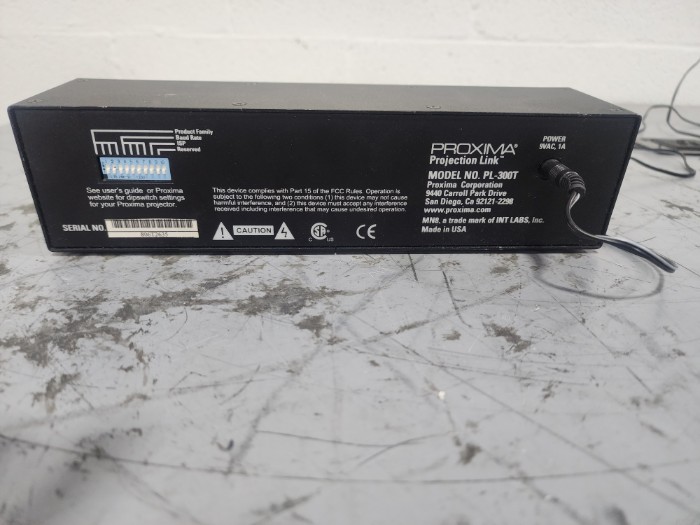 Product Family
Baud Rate
ISP
Reserved
See user's guide or Proxima
website for dipswitch settings
for your Proxima projector.
SERIAL NO.
This device complies with Part 15 of the FCC Rules. Operation is
subject to the following two conditions (1) this device may not cause
harmful interference, and (2) this device must accept any interference
received including interference that may cause undesired operation.
CAUTION
C US
CE
PROXIMA®
Projection Link™
MODEL NO. PL-300T
Proxima Corporation
9440 Carroll Park Drive
San Diego, Ca 92121-2298
www.proxima.com
MN8, a trade mark of INT LABS, Inc.
Made in USA
POWER
9VAC, 1A